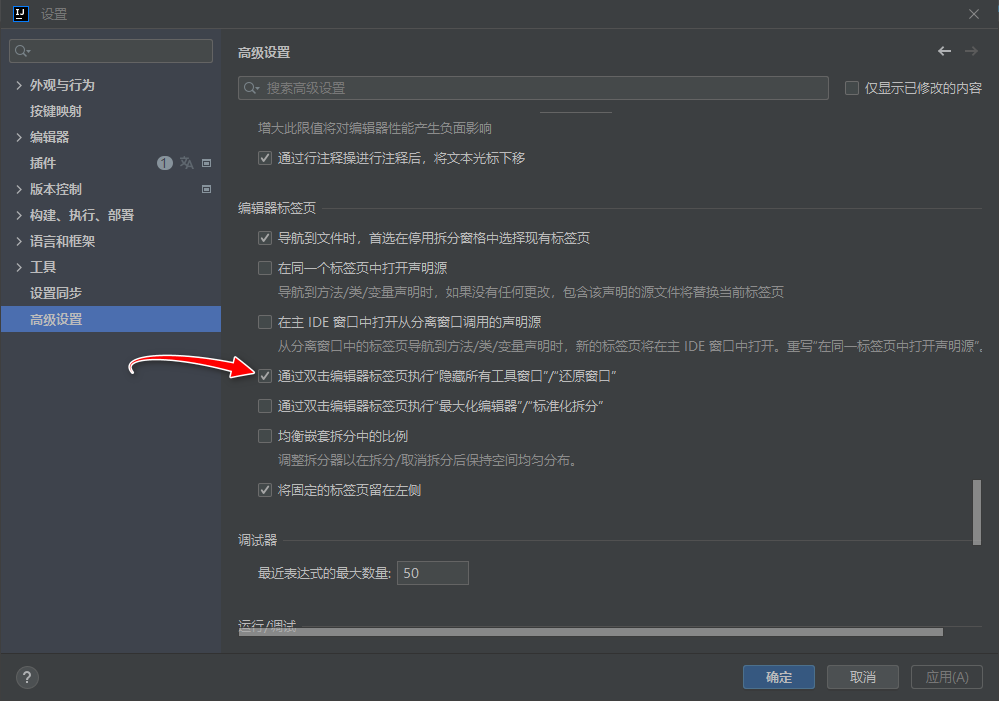 IJ 设置
高级设置
搜索高级设置
仅显示已修改的内容
外观与行为
按键映射
编辑器
插件 1
版本控制
构建、执行、部署
语言和框架
工具
设置同步
高级设置
增大此限值将对编辑器性能产生负面影响
通过行注释操进行注释后，将文本光标下移
编辑器标签页
导航到文件时，首选在停用拆分窗格中选择现有标签页
在同一个标签页中打开声明源
导航到方法/类/变量声明时，如果没有任何更改，包含该声明的源文件将替换当前标签页
在主 IDE 窗口中打开从分离窗口调用的声明源
从分离窗口中的标签页导航到方法/类/变量声明时，新的标签页将在主 IDE 窗口中打开。重写“在同一标签页中打开声明源”。
通过双击编辑器标签页执行“隐藏所有工具窗口”/“还原窗口”
通过双击编辑器标签页执行“最大化编辑器”/“标准化拆分”
均衡嵌套拆分中的比例
调整拆分器以在拆分/取消拆分后保持空间均匀分布。
将固定的标签页留在左侧
调试器
最近表达式的最大数量: 50
运行/调试
?
确定
取消
应用(A)